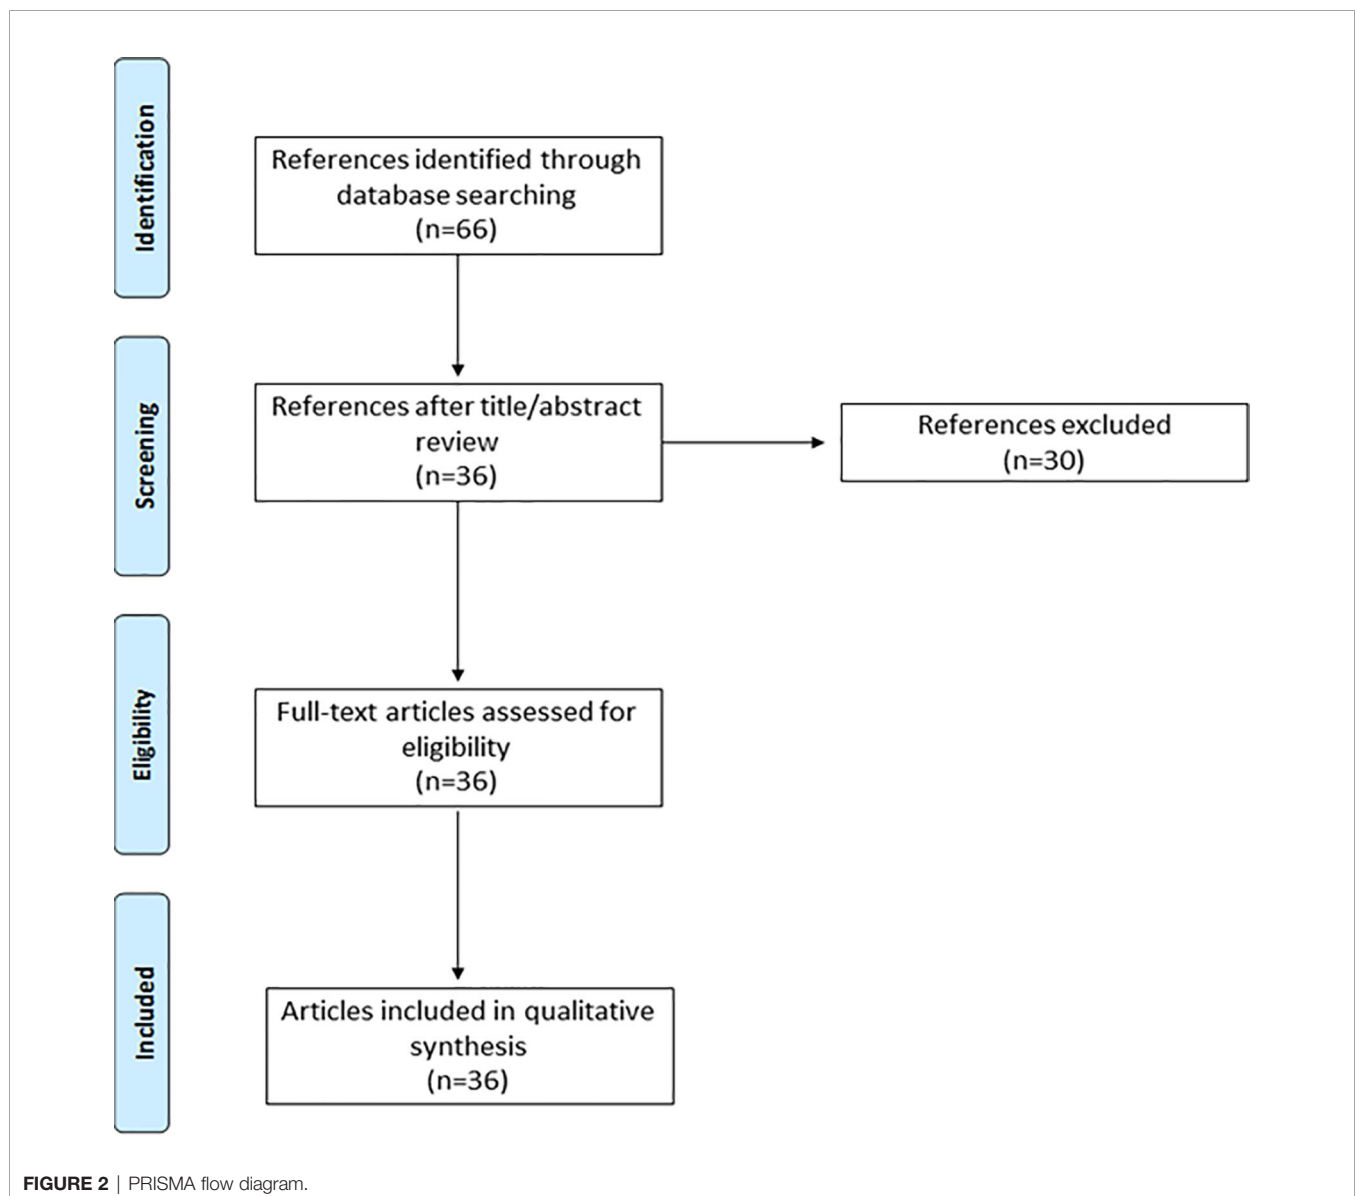 Identification
References identified through
database searching
(n=66)
Screening
References after title/abstract
review
(n=36)
References excluded
(n=30)
Eligibility
Full-text articles assessed for
eligibility
(n=36)
Included
Articles included in qualitative
synthesis
(n=36)
FIGURE 2 | PRISMA flow diagram.